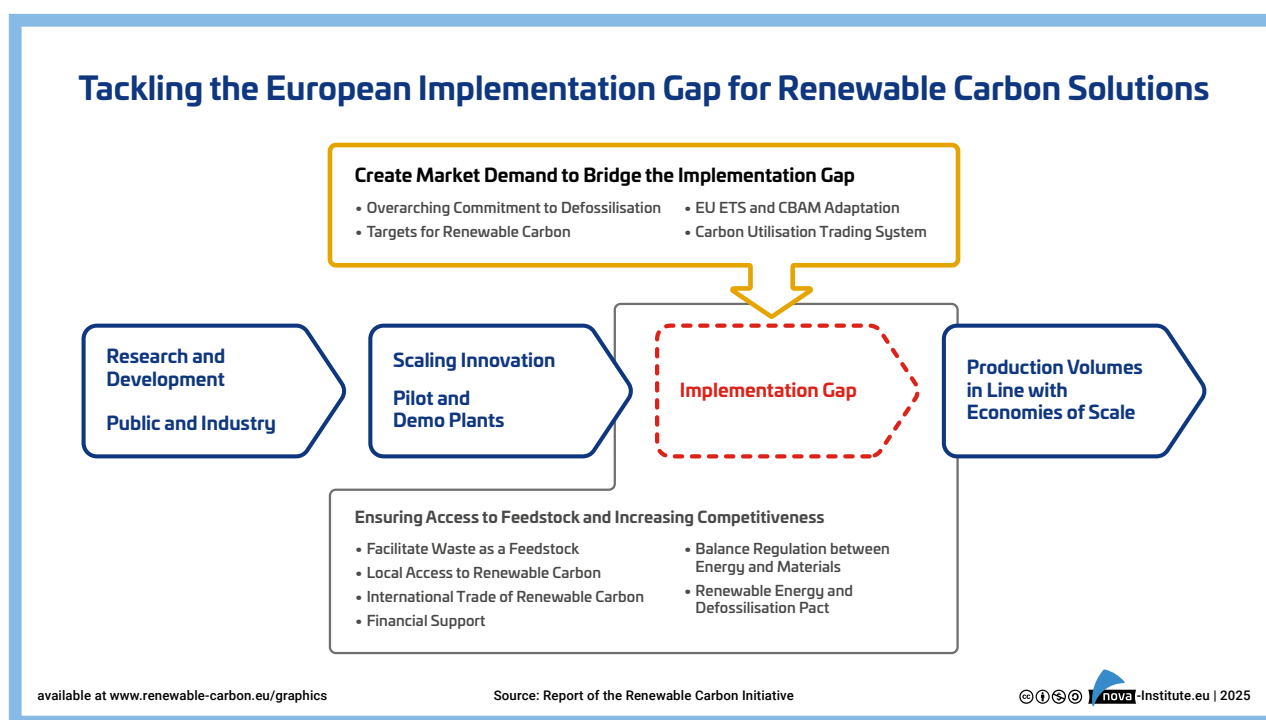 Tackling the European Implementation Gap for Renewable Carbon Solutions
Create Market Demand to Bridge the Implementation Gap
• Overarching Commitment to Defossilisation
• Targets for Renewable Carbon
• EU ETS and CBAM Adaptation
• Carbon Utilisation Trading System
Research and
Development
Public and Industry
Scaling Innovation
Pilot and
Demo Plants
Implementation Gap
Production Volumes
in Line with
Economies of Scale
Ensuring Access to Feedstock and Increasing Competitiveness
• Facilitate Waste as a Feedstock
• Local Access to Renewable Carbon
• International Trade of Renewable Carbon
• Financial Support
• Balance Regulation between
Energy and Materials
• Renewable Energy and
Defossilisation Pact
available at www.renewable-carbon.eu/graphics
Source: Report of the Renewable Carbon Initiative
cc nova-Institute.eu | 2025